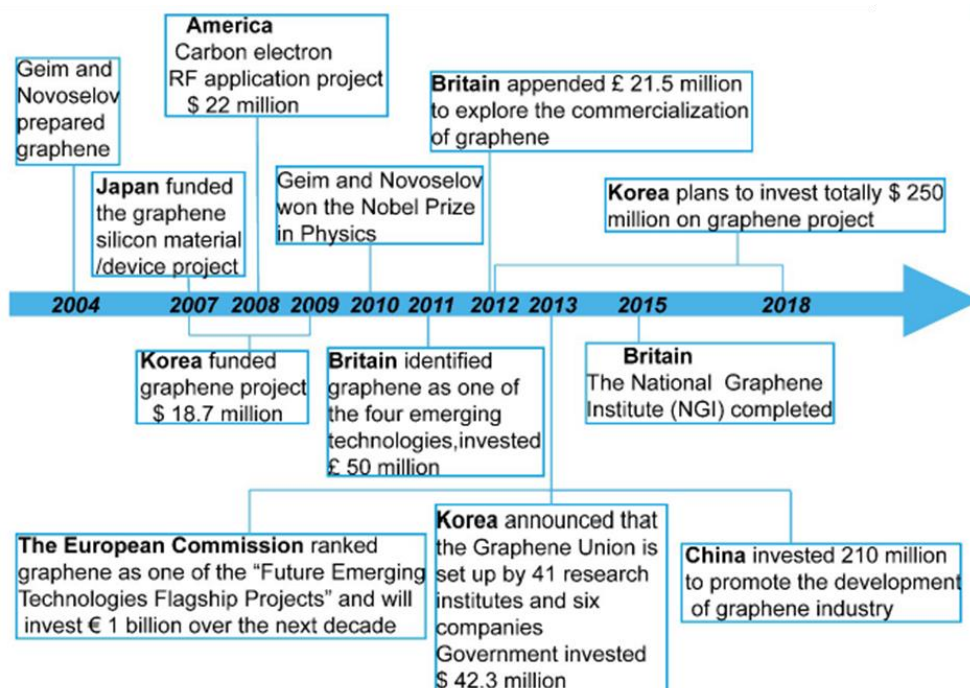 Geim and
Novoselov
prepared
graphene
America
Carbon electron
RF application project
$ 22 million
Britain appended £ 21.5 million
to explore the commercialization
of graphene
Japan funded
the graphene
silicon material
/device project
Geim and Novoselov
won the Nobel Prize
in Physics
Korea plans to invest totally $ 250
million on graphene project
2004 2007 2008 2009 2010 2011 2012 2013 2015 2018
Korea funded
graphene project
$ 18.7 million
Britain identified
graphene as one of
the four emerging
technologies,invested
£ 50 million
Britain
The National Graphene
Institute (NGI) completed
The European Commission ranked
graphene as one of the “Future Emerging
Technologies Flagship Projects” and will
invest € 1 billion over the next decade
Korea announced that
the Graphene Union is
set up by 41 research
institutes and six
companies
Government invested
$ 42.3 million
China invested 210 million
to promote the development
of graphene industry